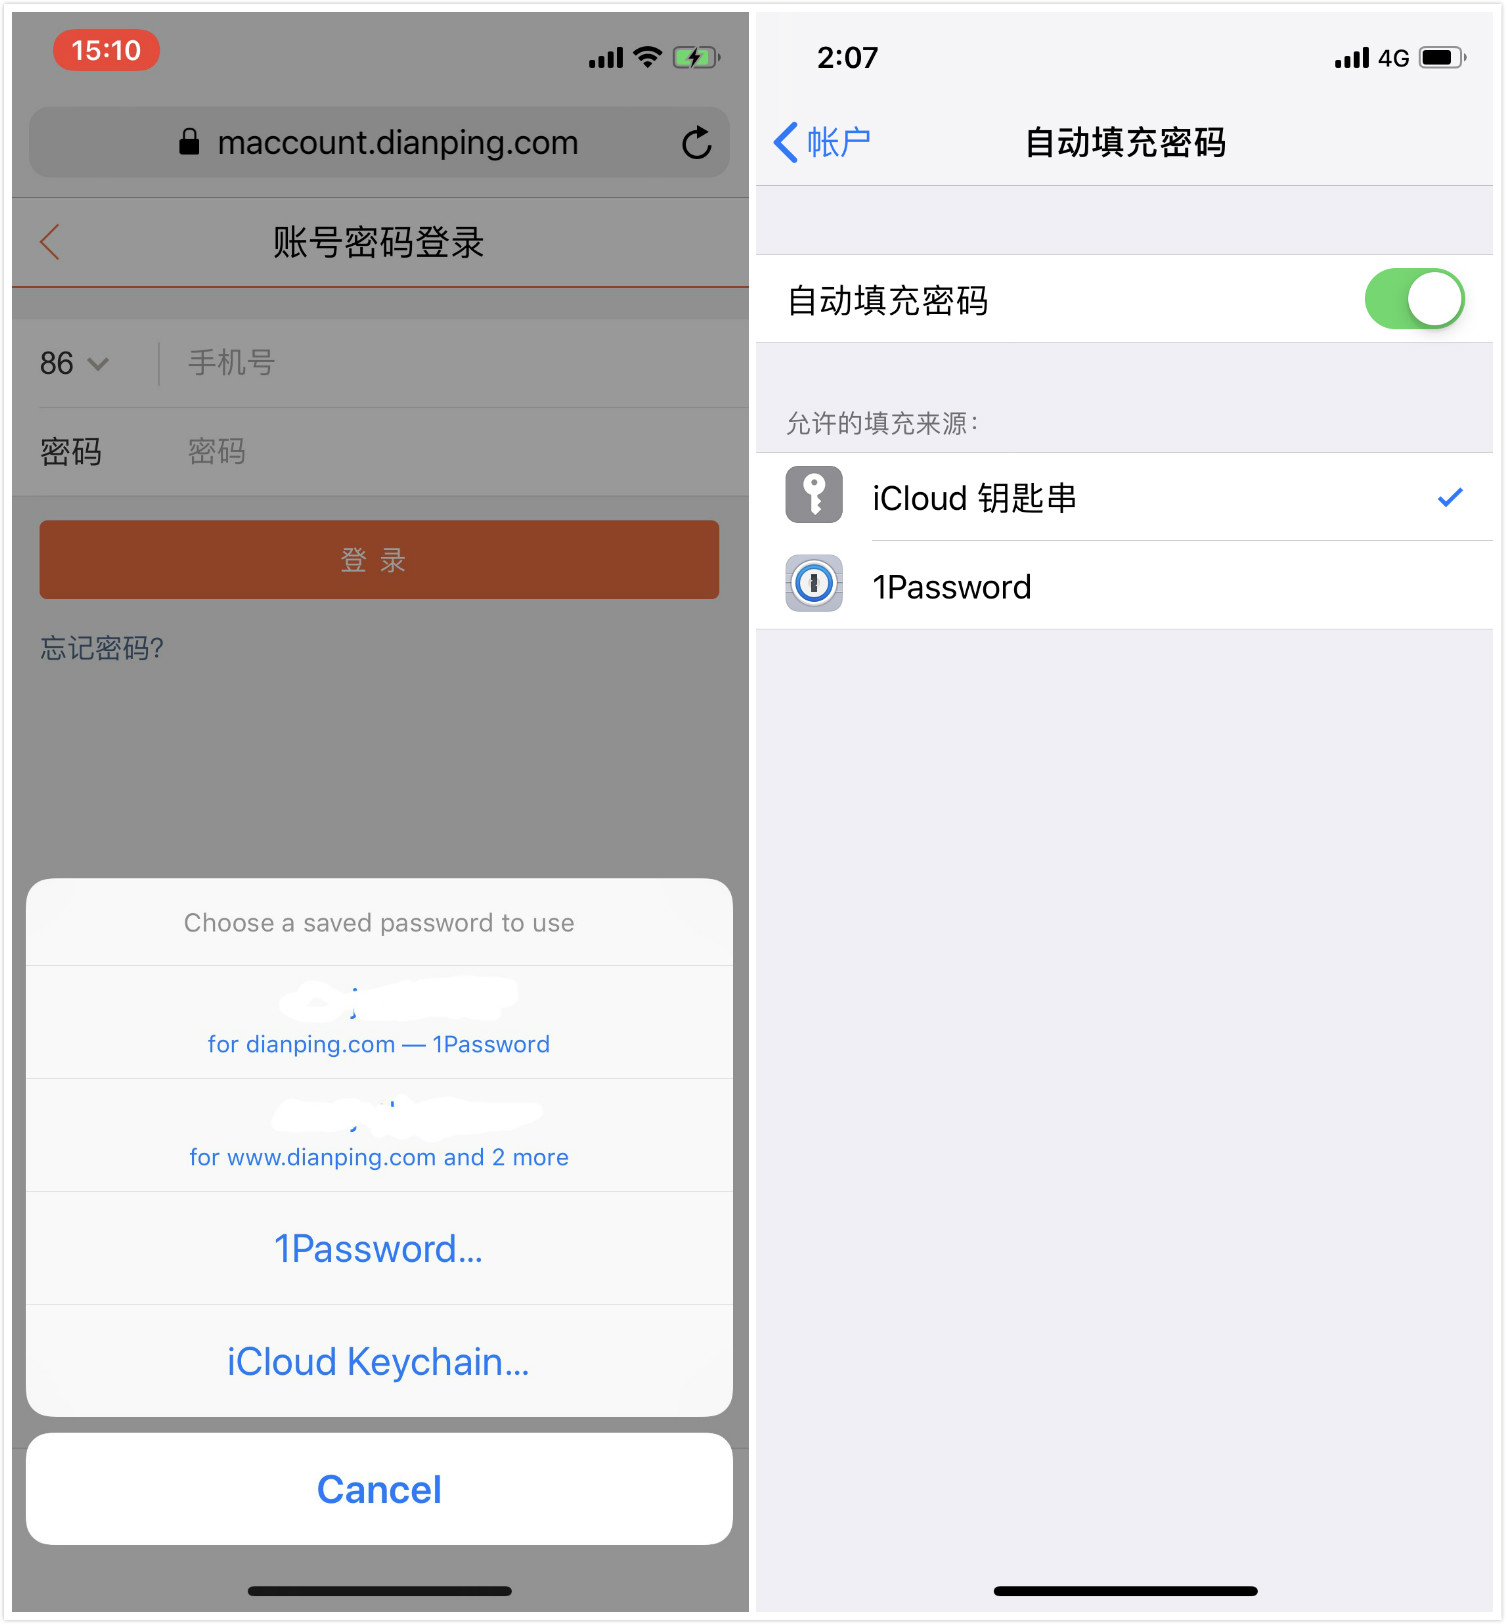 15:10
maccount.dianping.com
账号密码登录
86 手机号
密码 密码
登 录
忘记密码?
Choose a saved password to use
for dianping.com — 1Password
for www.dianping.com and 2 more
1Password...
iCloud Keychain...
Cancel
2:07 4G
帐户 自动填充密码
自动填充密码
允许的填充来源:
iCloud 钥匙串
1Password